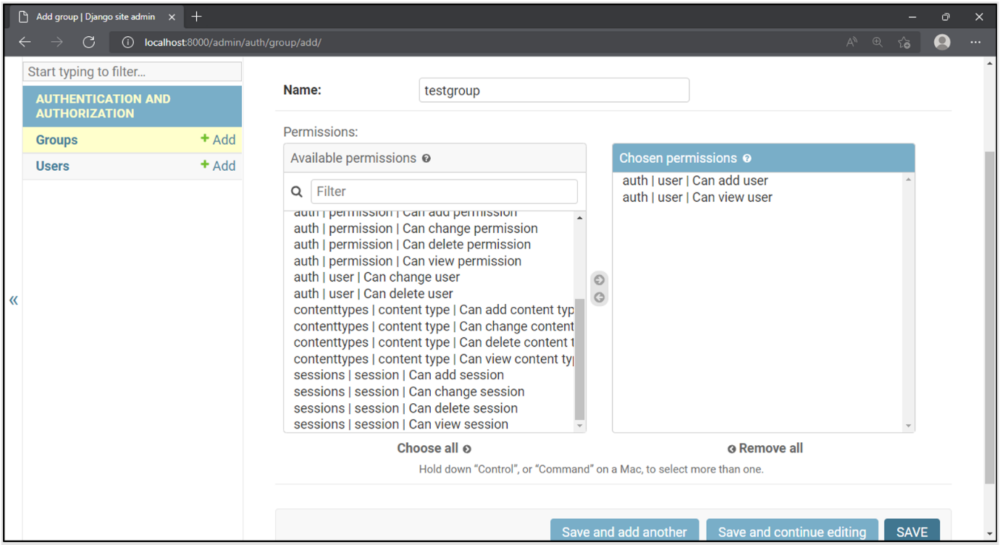 Add group | Django site admin
localhost:8000/admin/auth/group/add/
Start typing to filter...
AUTHENTICATION AND
AUTHORIZATION
Groups + Add
Users + Add
«
Name: testgroup
Permissions:
Available permissions ?
Filter
auth | permission | Can add permission
auth | permission | Can change permission
auth | permission | Can delete permission
auth | permission | Can view permission
auth | user | Can change user
auth | user | Can delete user
contenttypes | content type | Can add content typ
contenttypes | content type | Can change content
contenttypes | content type | Can delete content t
contenttypes | content type | Can view content typ
sessions | session | Can add session
sessions | session | Can change session
sessions | session | Can delete session
sessions | session | Can view session
Choose all
Chosen permissions ?
auth | user | Can add user
auth | user | Can view user
Remove all
Hold down “Control”, or “Command” on a Mac, to select more than one.
Save and add another
Save and continue editing
SAVE